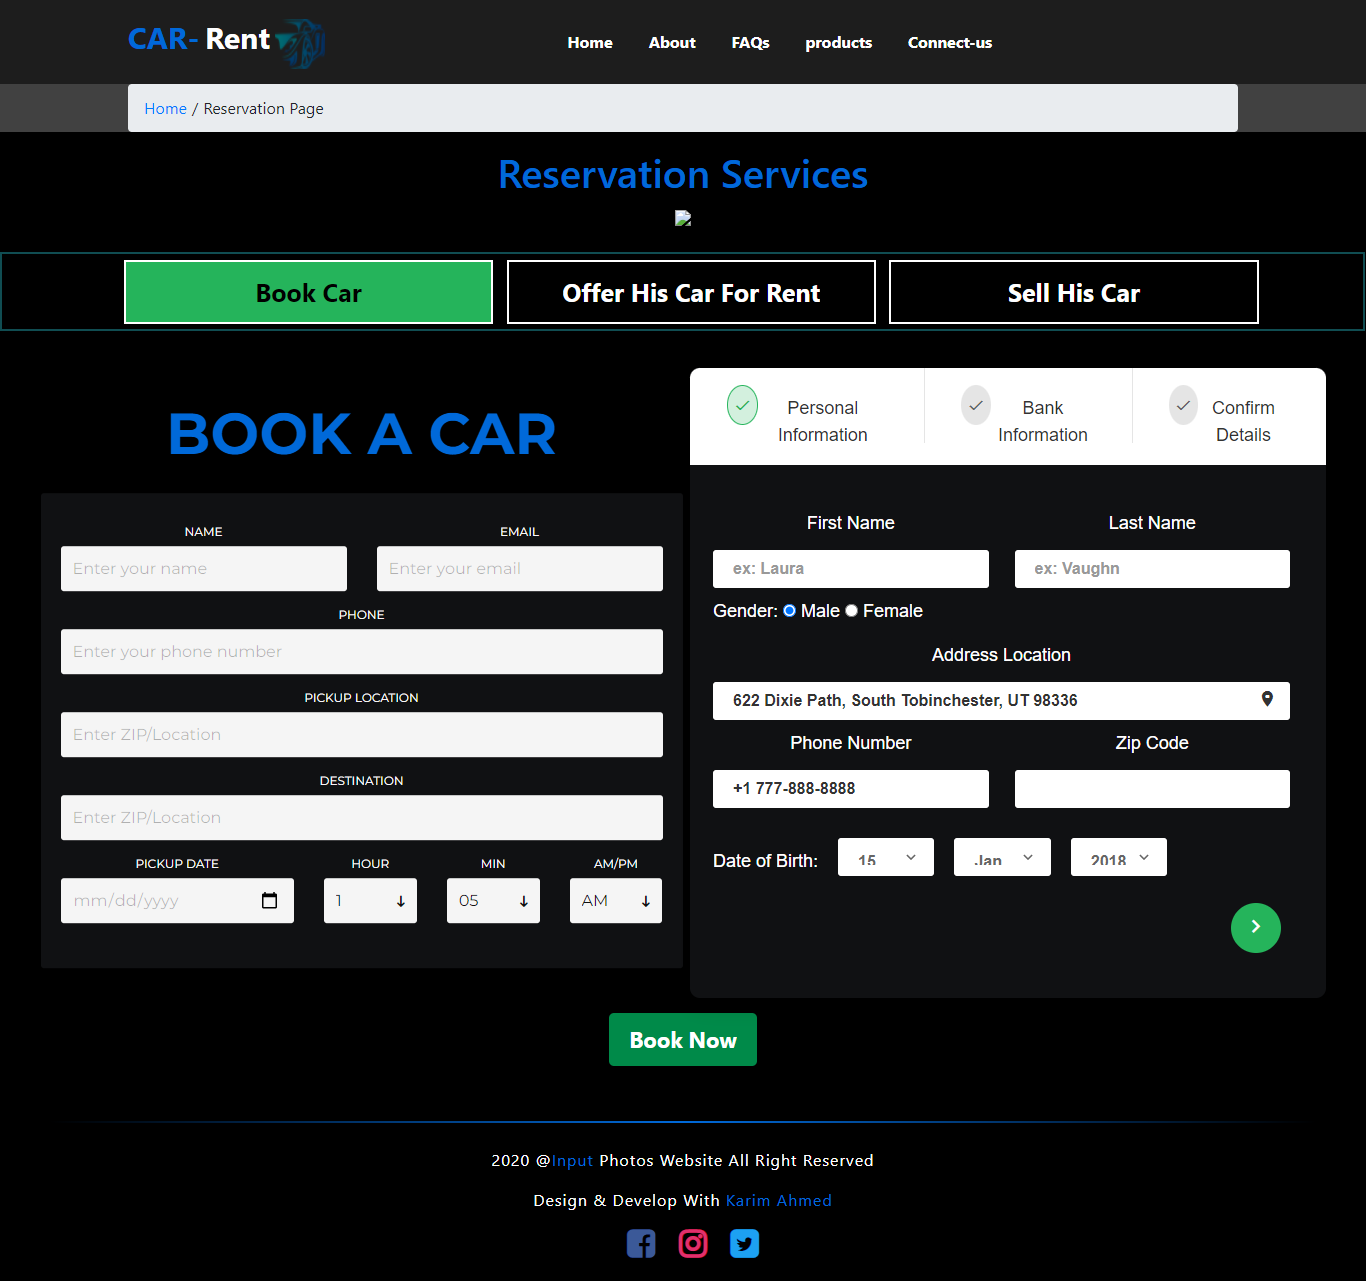 CAR- Rent
Home About FAQs products Connect-us
Home / Reservation Page
Reservation Services
Book Car
Offer His Car For Rent
Sell His Car
BOOK A CAR
NAME EMAIL
Enter your name Enter your email
PHONE
Enter your phone number
PICKUP LOCATION
Enter ZIP/Location
DESTINATION
Enter ZIP/Location
PICKUP DATE HOUR MIN AM/PM
mm/dd/yyyy 1 05 AM
Personal
Information
Bank
Information
Confirm
Details
First Name Last Name
ex: Laura ex: Vaughn
Gender: Male Female
Address Location
622 Dixie Path, South Tobinchester, UT 98336
Phone Number Zip Code
+1 777-888-8888
Date of Birth: 15 Jan 2018
Book Now
2020 @Input Photos Website All Right Reserved
Design & Develop With Karim Ahmed